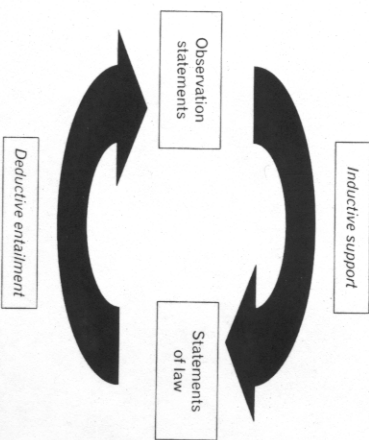 Inductive support
Observation
statements
Statements
of law
Deductive entailment